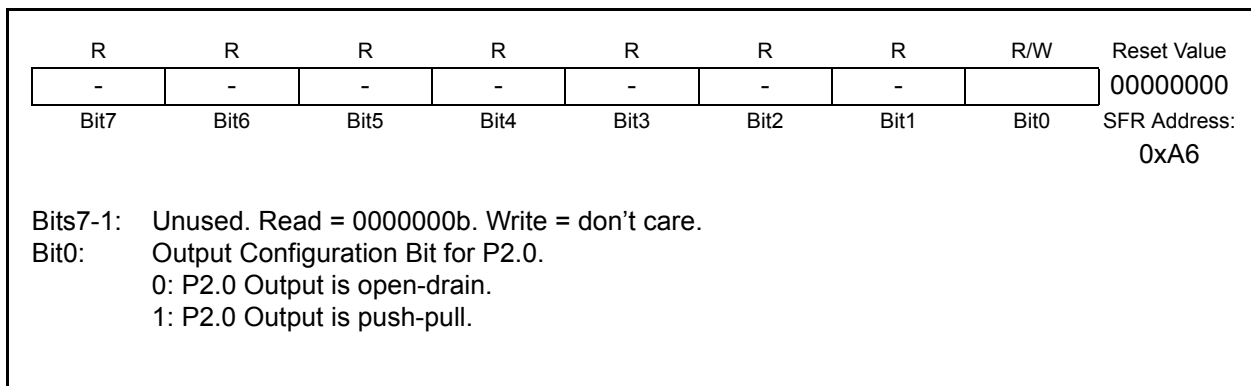 R R R R R R R R/W Reset Value
- - - - - - - 00000000
Bit7 Bit6 Bit5 Bit4 Bit3 Bit2 Bit1 Bit0 SFR Address:
0xA6
Bits7-1: Unused. Read = 0000000b. Write = don’t care.
Bit0: Output Configuration Bit for P2.0.
0: P2.0 Output is open-drain.
1: P2.0 Output is push-pull.